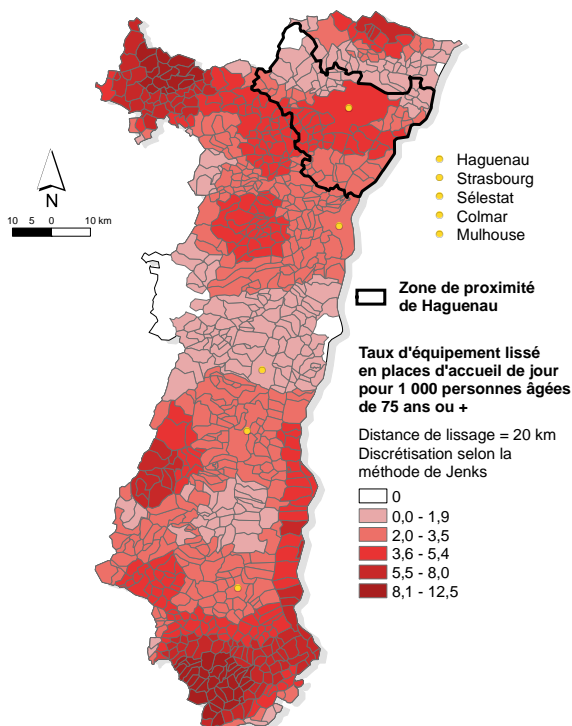 N
10 5 0 10 km
Haguenau
Strasbourg
Sélestat
Colmar
Mulhouse
Zone de proximité
de Haguenau
Taux d'équipement lissé
en places d'accueil de jour
pour 1 000 personnes âgées
de 75 ans ou +
Distance de lissage = 20 km
Discrétisation selon la
méthode de Jenks
0
0,0 - 1,9
2,0 - 3,5
3,6 - 5,4
5,5 - 8,0
8,1 - 12,5